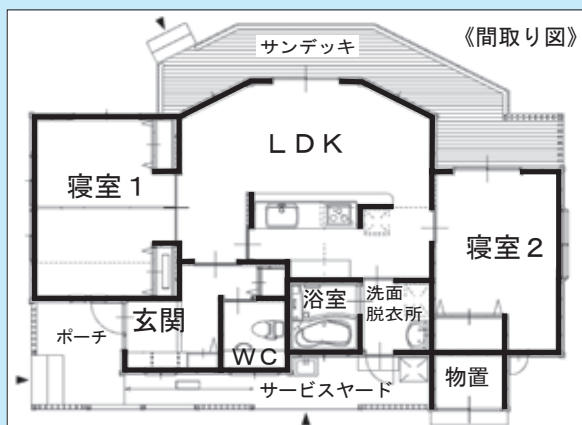 《間取り図》
サンデッキ
LDK
寝室1
寝室2
浴室
洗面
脱衣所
玄関
ポーチ
WC
物置
サービスヤード